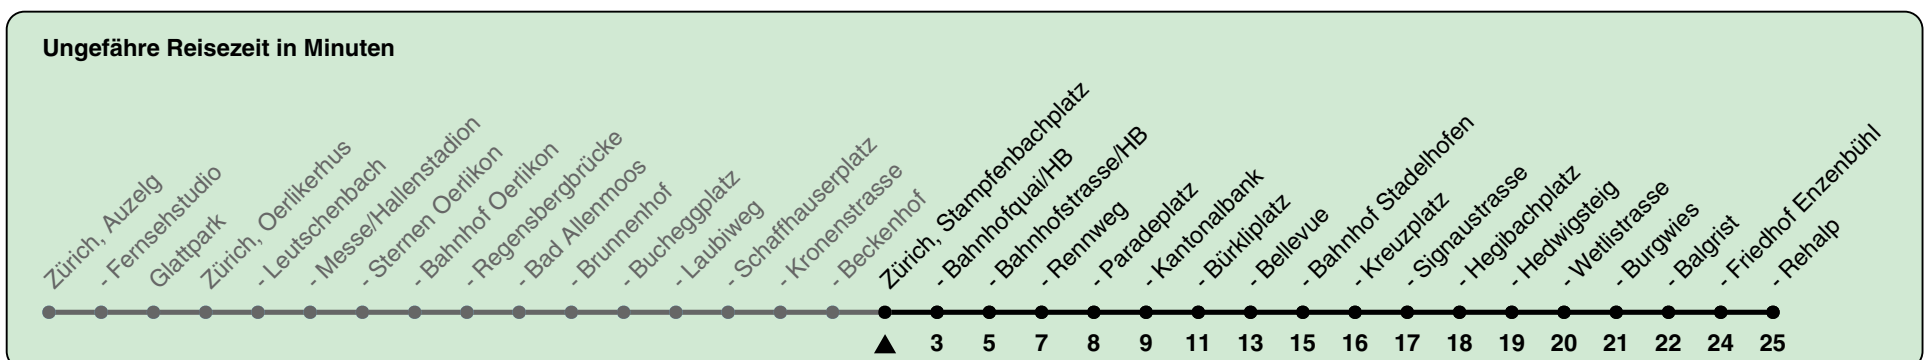 Ungefähre Reisezeit in Minuten
Zürich, Auzelg
- Fernsehstudio
Glattpark
Zürich, Oerlikerhus
- Leutschenbach
- Messe/Hallenstadion
- Sternen Oerlikon
- Bahnhof Oerlikon
- Regensbergbrücke
- Bad Allenmoos
- Brunnenhof
- Bucheggplatz
- Laubiweg
- Schaffhauserplatz
- Kronenstrasse
- Beckenhof
Zürich, Stampfenbachplatz
- Bahnhofquai/HB
- Bahnhofstrasse/HB
- Rennweg
- Paradeplatz
- Kantonalbank
- Bürkliplatz
- Bellevue
- Bahnhof Stadelhofen
- Kreuzplatz
- Signaustrasse
- Hegibachplatz
- Hedwigsteig
- Wetlistrasse
- Burgwies
- Balgrist
- Friedhof Enzenbühl
- Rehalp
3 5 7 8 9 11 13 15 16 17 18 19 20 21 22 24 25